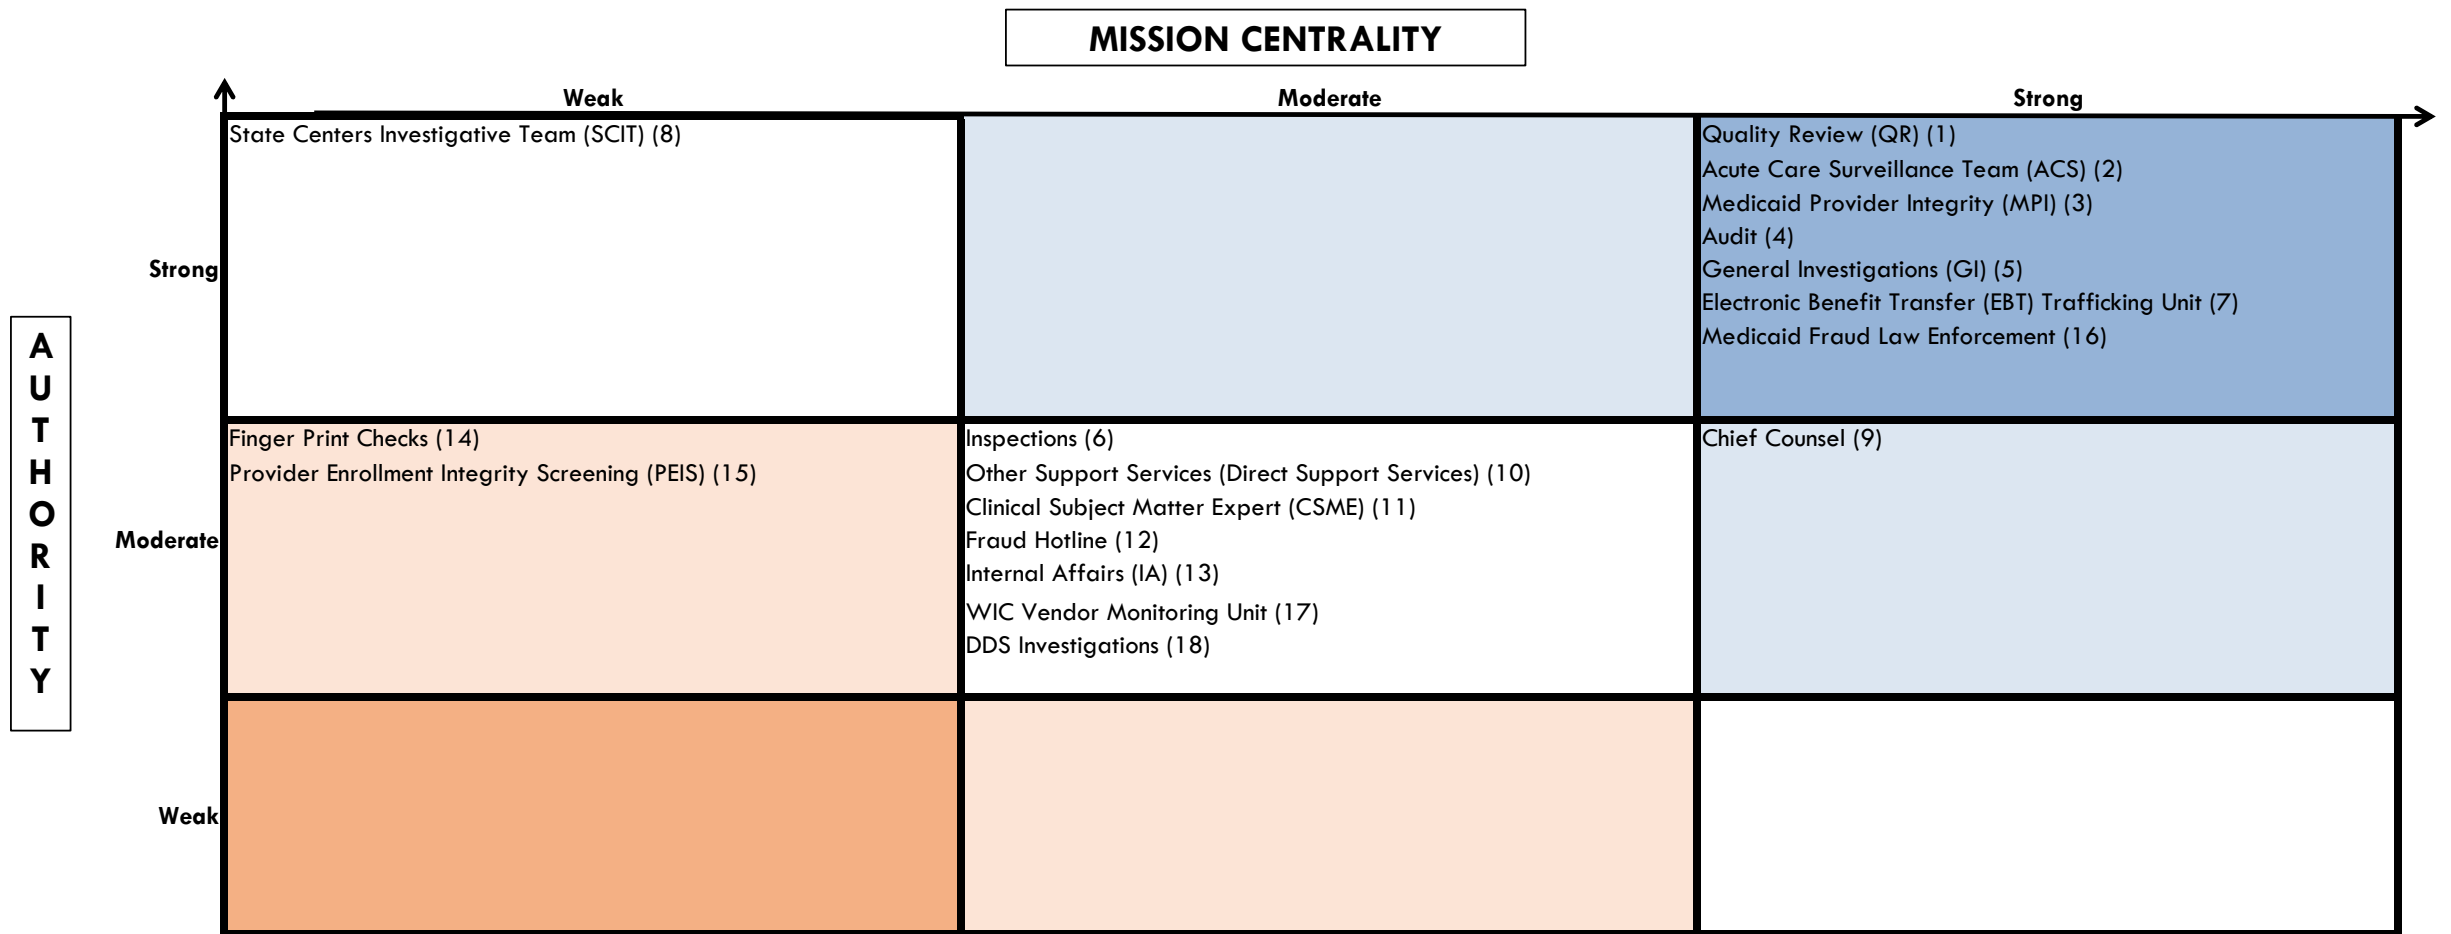 MISSION CENTRALITY
Weak
Moderate
Strong
AUTHORITY
Strong
State Centers Investigative Team (SCIT) (8)
Quality Review (QR) (1)
Acute Care Surveillance Team (ACS) (2)
Medicaid Provider Integrity (MPI) (3)
Audit (4)
General Investigations (GI) (5)
Electronic Benefit Transfer (EBT) Trafficking Unit (7)
Medicaid Fraud Law Enforcement (16)
Moderate
Finger Print Checks (14)
Provider Enrollment Integrity Screening (PEIS) (15)
Inspections (6)
Other Support Services (Direct Support Services) (10)
Clinical Subject Matter Expert (CSME) (11)
Fraud Hotline (12)
Internal Affairs (IA) (13)
WIC Vendor Monitoring Unit (17)
DDS Investigations (18)
Chief Counsel (9)
Weak